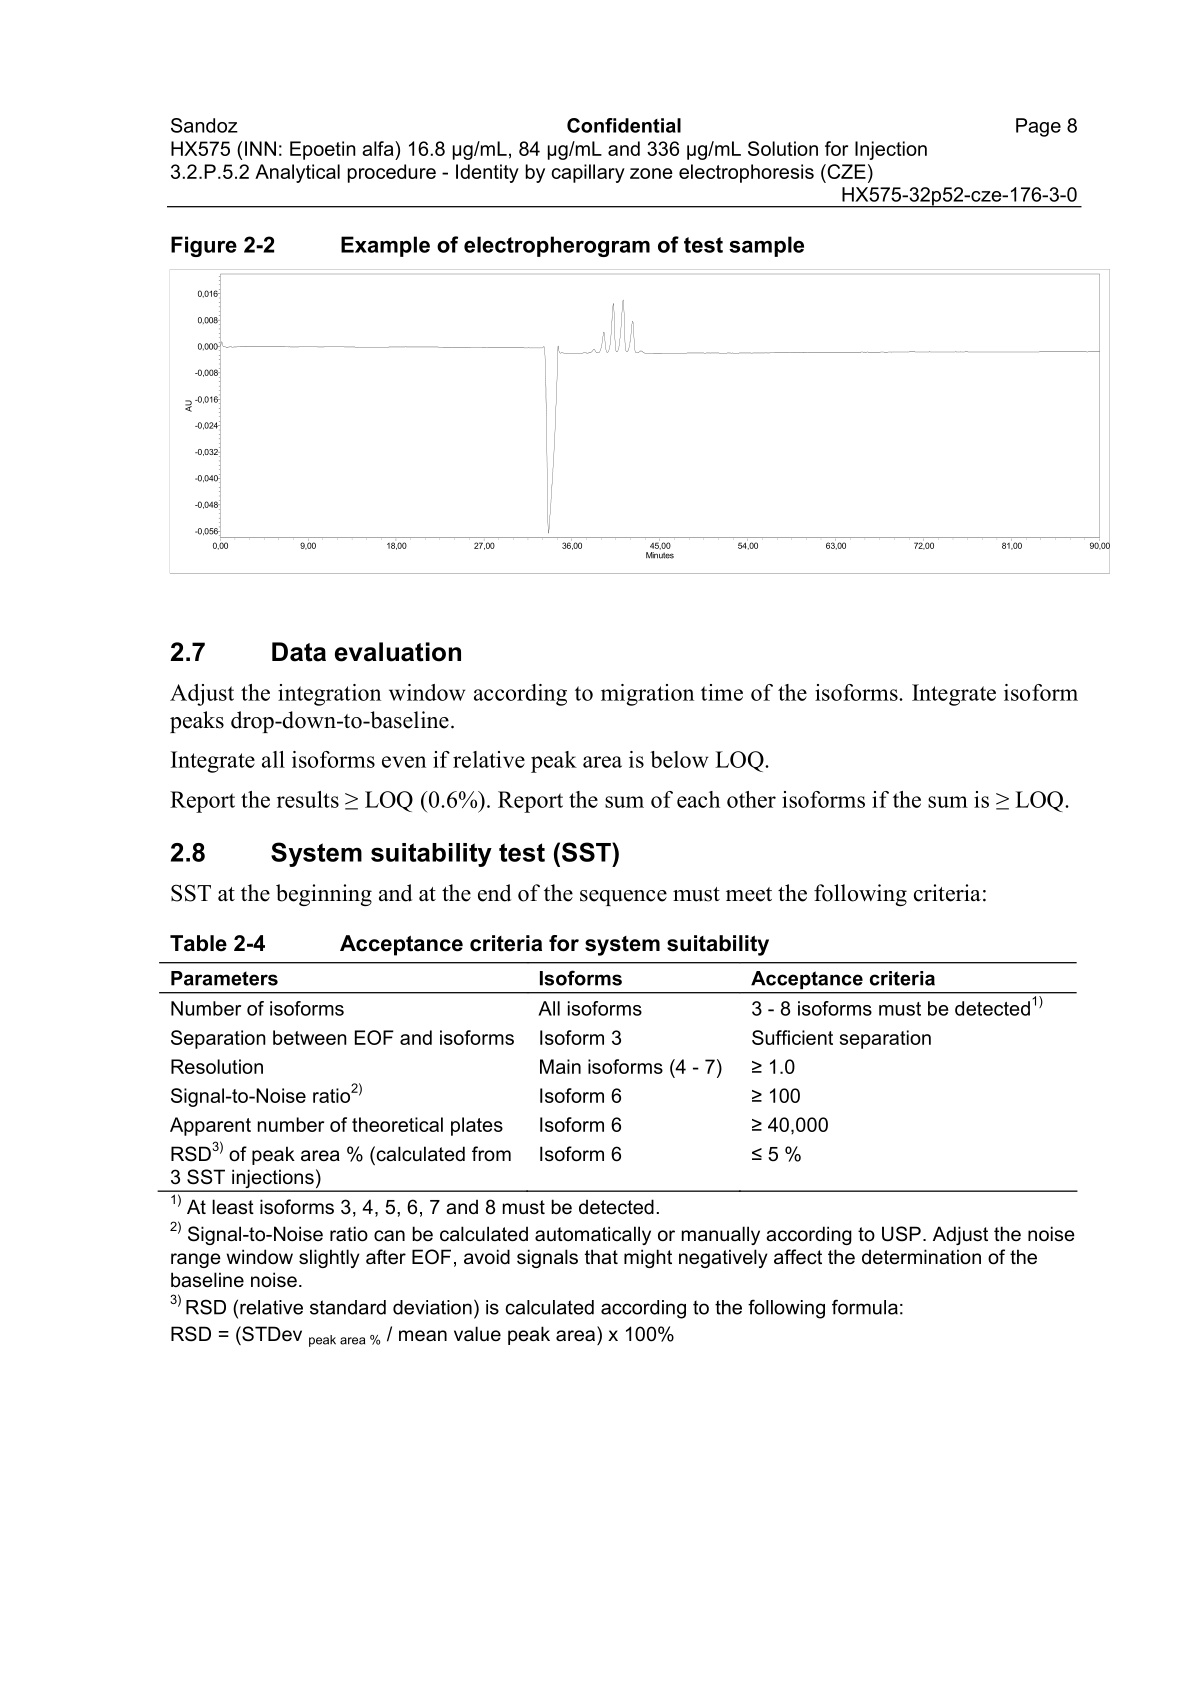 Sandoz Confidential Page 8
HX575 (INN: Epoetin alfa) 16.8 µg/mL, 84 µg/mL and 336 µg/mL Solution for Injection
3.2.P.5.2 Analytical procedure - Identity by capillary zone electrophoresis (CZE)
HX575-32p52-cze-176-3-0
Figure 2-2 Example of electropherogram of test sample
0,016
0,008
0,000
-0,008
-0,016
AU
-0,024
-0,032
-0,040
-0,048
-0,056
0,00 9,00 18,00 27,00 36,00 45,00 54,00 63,00 72,00 81,00 90,00
Minutes
2.7 Data evaluation
Adjust the integration window according to migration time of the isoforms. Integrate isoform
peaks drop-down-to-baseline.
Integrate all isoforms even if relative peak area is below LOQ.
Report the results ≥ LOQ (0.6%). Report the sum of each other isoforms if the sum is ≥ LOQ.
2.8 System suitability test (SST)
SST at the beginning and at the end of the sequence must meet the following criteria:
Table 2-4 Acceptance criteria for system suitability
Parameters Isoforms Acceptance criteria
Number of isoforms All isoforms 3 - 8 isoforms must be detected1)
Separation between EOF and isoforms Isoform 3 Sufficient separation
Resolution Main isoforms (4 - 7) ≥ 1.0
Signal-to-Noise ratio2) Isoform 6 ≥ 100
Apparent number of theoretical plates Isoform 6 ≥ 40,000
RSD3) of peak area % (calculated from Isoform 6 ≤ 5 %
3 SST injections)
1) At least isoforms 3, 4, 5, 6, 7 and 8 must be detected.
2) Signal-to-Noise ratio can be calculated automatically or manually according to USP. Adjust the noise
range window slightly after EOF, avoid signals that might negatively affect the determination of the
baseline noise.
3) RSD (relative standard deviation) is calculated according to the following formula:
RSD = (STDev peak area % / mean value peak area) x 100%